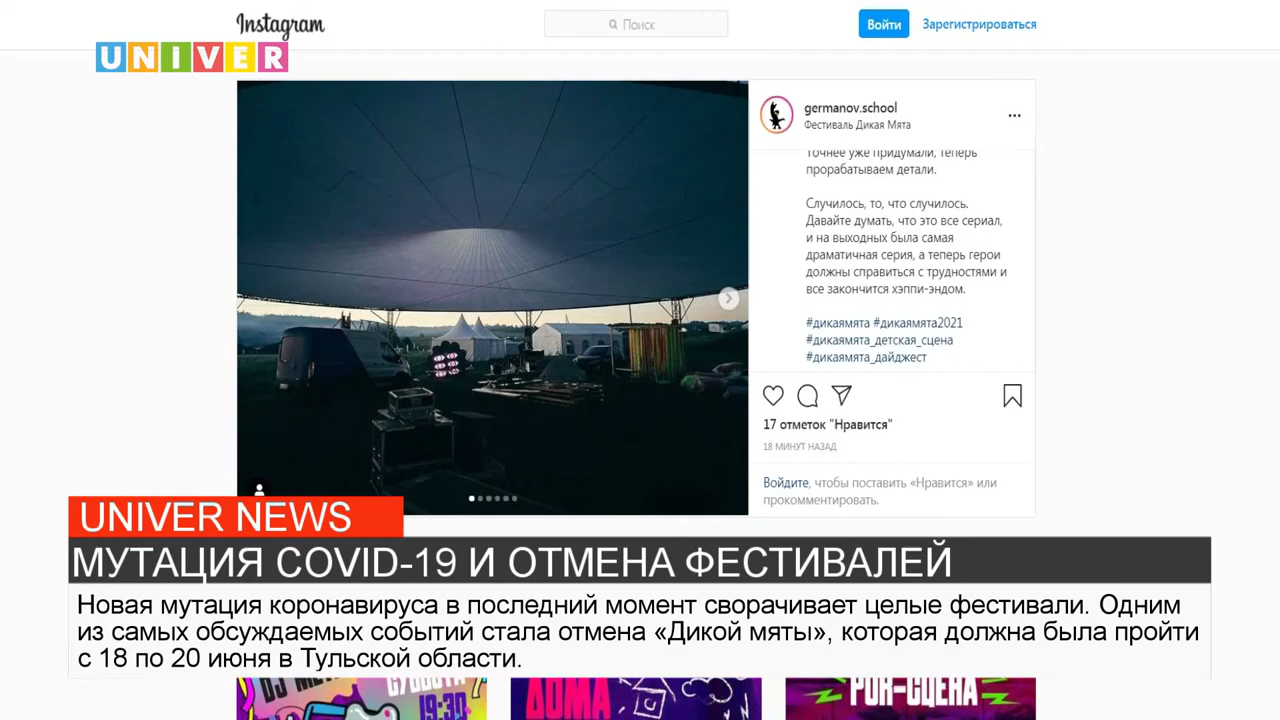 Instagram
Поиск
Войти
Зарегистрироваться
UNIVER
germanov.school
Фестиваль Дикая Мята
точнее уже придумали, теперь
прорабатываем детали.
Случилось, то, что случилось.
Давайте думать, что это все сериал,
и на выходных была самая
драматичная серия, а теперь герои
должны справиться с трудностями и
все закончится хэппи-эндом.
#дикаямята #дикаямята2021
#дикаямята_детская_сцена
#дикаямята_дайджест
17 отметок "Нравится"
18 МИНУТ НАЗАД
Войдите, чтобы поставить «Нравится» или
прокомментировать.
UNIVER NEWS
МУТАЦИЯ COVID-19 И ОТМЕНА ФЕСТИВАЛЕЙ
Новая мутация коронавируса в последний момент сворачивает целые фестивали. Одним
из самых обсуждаемых событий стала отмена «Дикой мяты», которая должна была пройти
с 18 по 20 июня в Тульской области.
СУББОТА
19:30
ДОМА
РОК-СЦЕНА